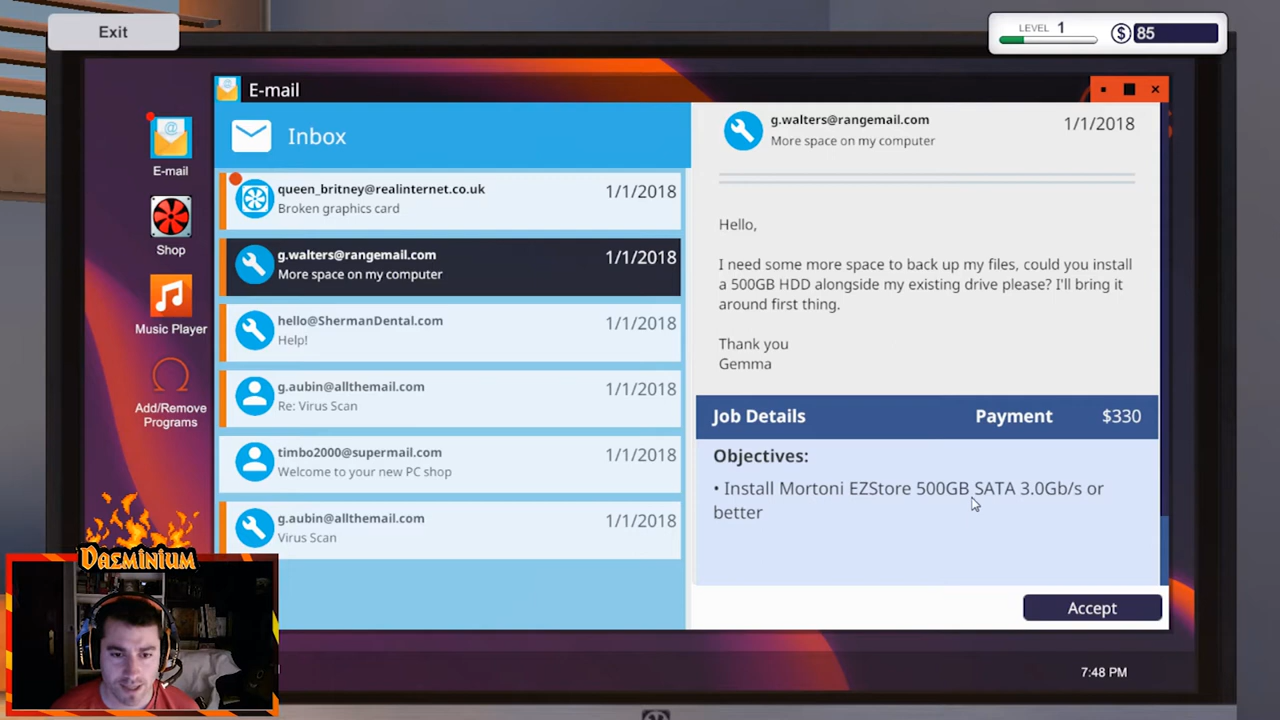 Exit
LEVEL 1
$ 85
E-mail
E-mail
Shop
Music Player
Add/Remove
Programs
Inbox
queen_britney@realinternet.co.uk 1/1/2018
Broken graphics card
g.walters@rangemail.com 1/1/2018
More space on my computer
hello@ShermanDental.com 1/1/2018
Help!
g.aubin@allthemail.com 1/1/2018
Re: Virus Scan
timbo2000@supermail.com 1/1/2018
Welcome to your new PC shop
g.aubin@allthemail.com 1/1/2018
Virus Scan
g.walters@rangemail.com 1/1/2018
More space on my computer
Hello,
I need some more space to back up my files, could you install
a 500GB HDD alongside my existing drive please? I'll bring it
around first thing.
Thank you
Gemma
Job Details Payment $330
Objectives:
• Install Mortoni EZStore 500GB SATA 3.0Gb/s or
better
Accept
7:48 PM
DAEMINIUM